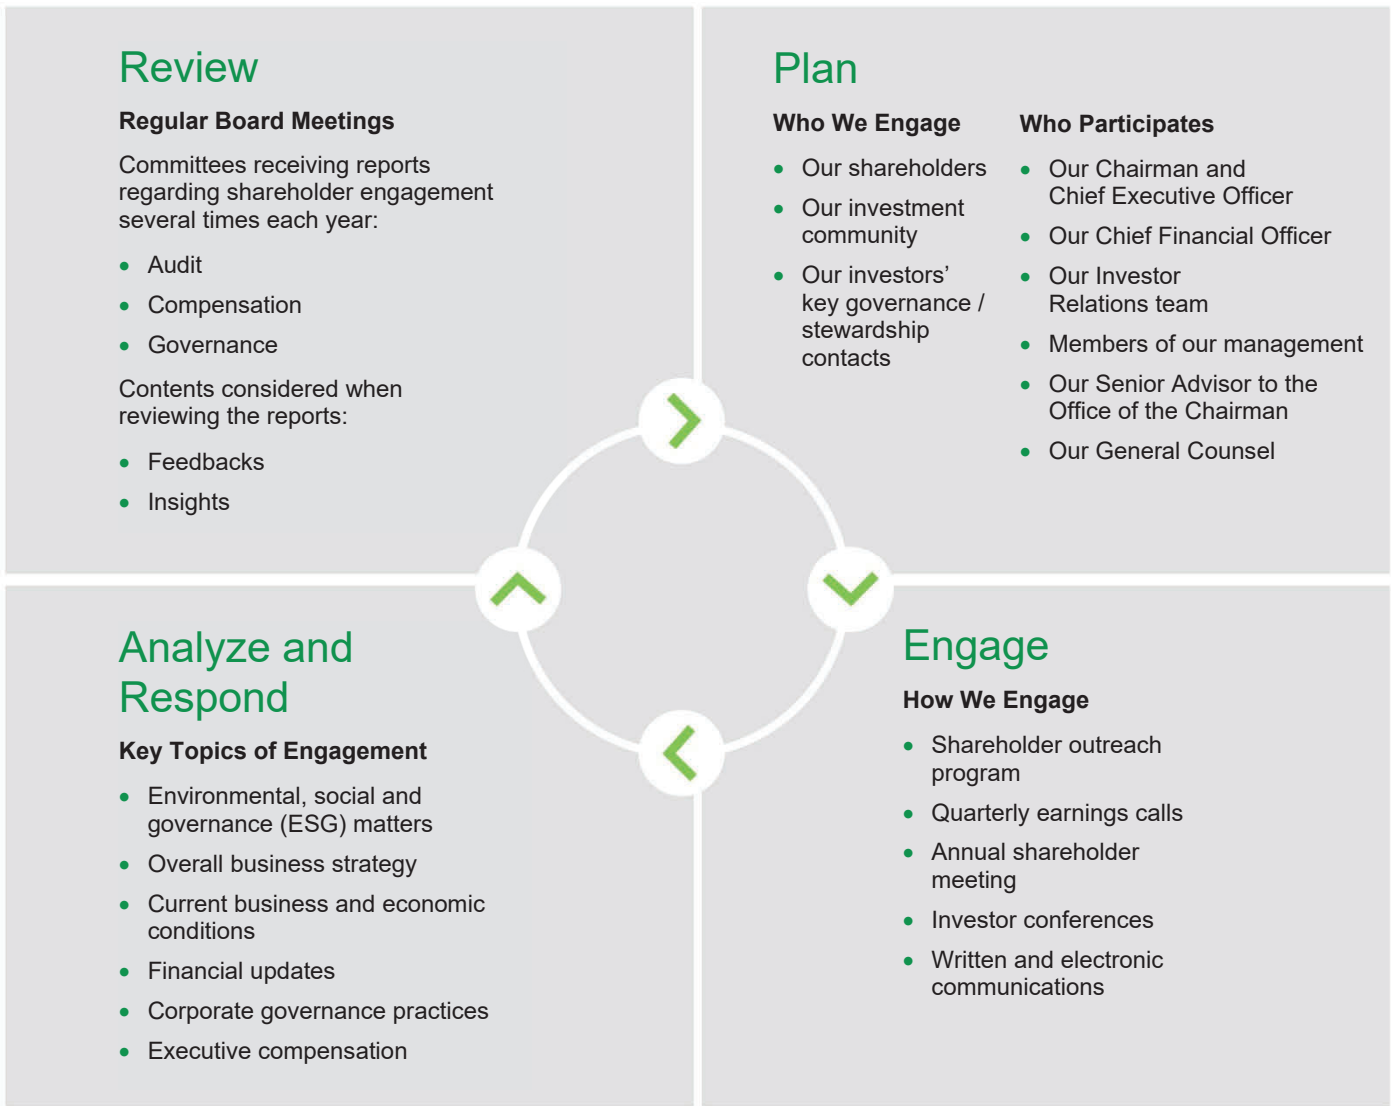 Review
Regular Board Meetings
Committees receiving reports
regarding shareholder engagement
several times each year:
• Audit
• Compensation
• Governance
Contents considered when
reviewing the reports:
• Feedbacks
• Insights
Plan
Who We Engage
• Our shareholders
• Our investment
community
• Our investors’
key governance /
stewardship
contacts
Who Participates
• Our Chairman and
Chief Executive Officer
• Our Chief Financial Officer
• Our Investor
Relations team
• Members of our management
• Our Senior Advisor to the
Office of the Chairman
• Our General Counsel
Analyze and
Respond
Key Topics of Engagement
• Environmental, social and
governance (ESG) matters
• Overall business strategy
• Current business and economic
conditions
• Financial updates
• Corporate governance practices
• Executive compensation
Engage
How We Engage
• Shareholder outreach
program
• Quarterly earnings calls
• Annual shareholder
meeting
• Investor conferences
• Written and electronic
communications